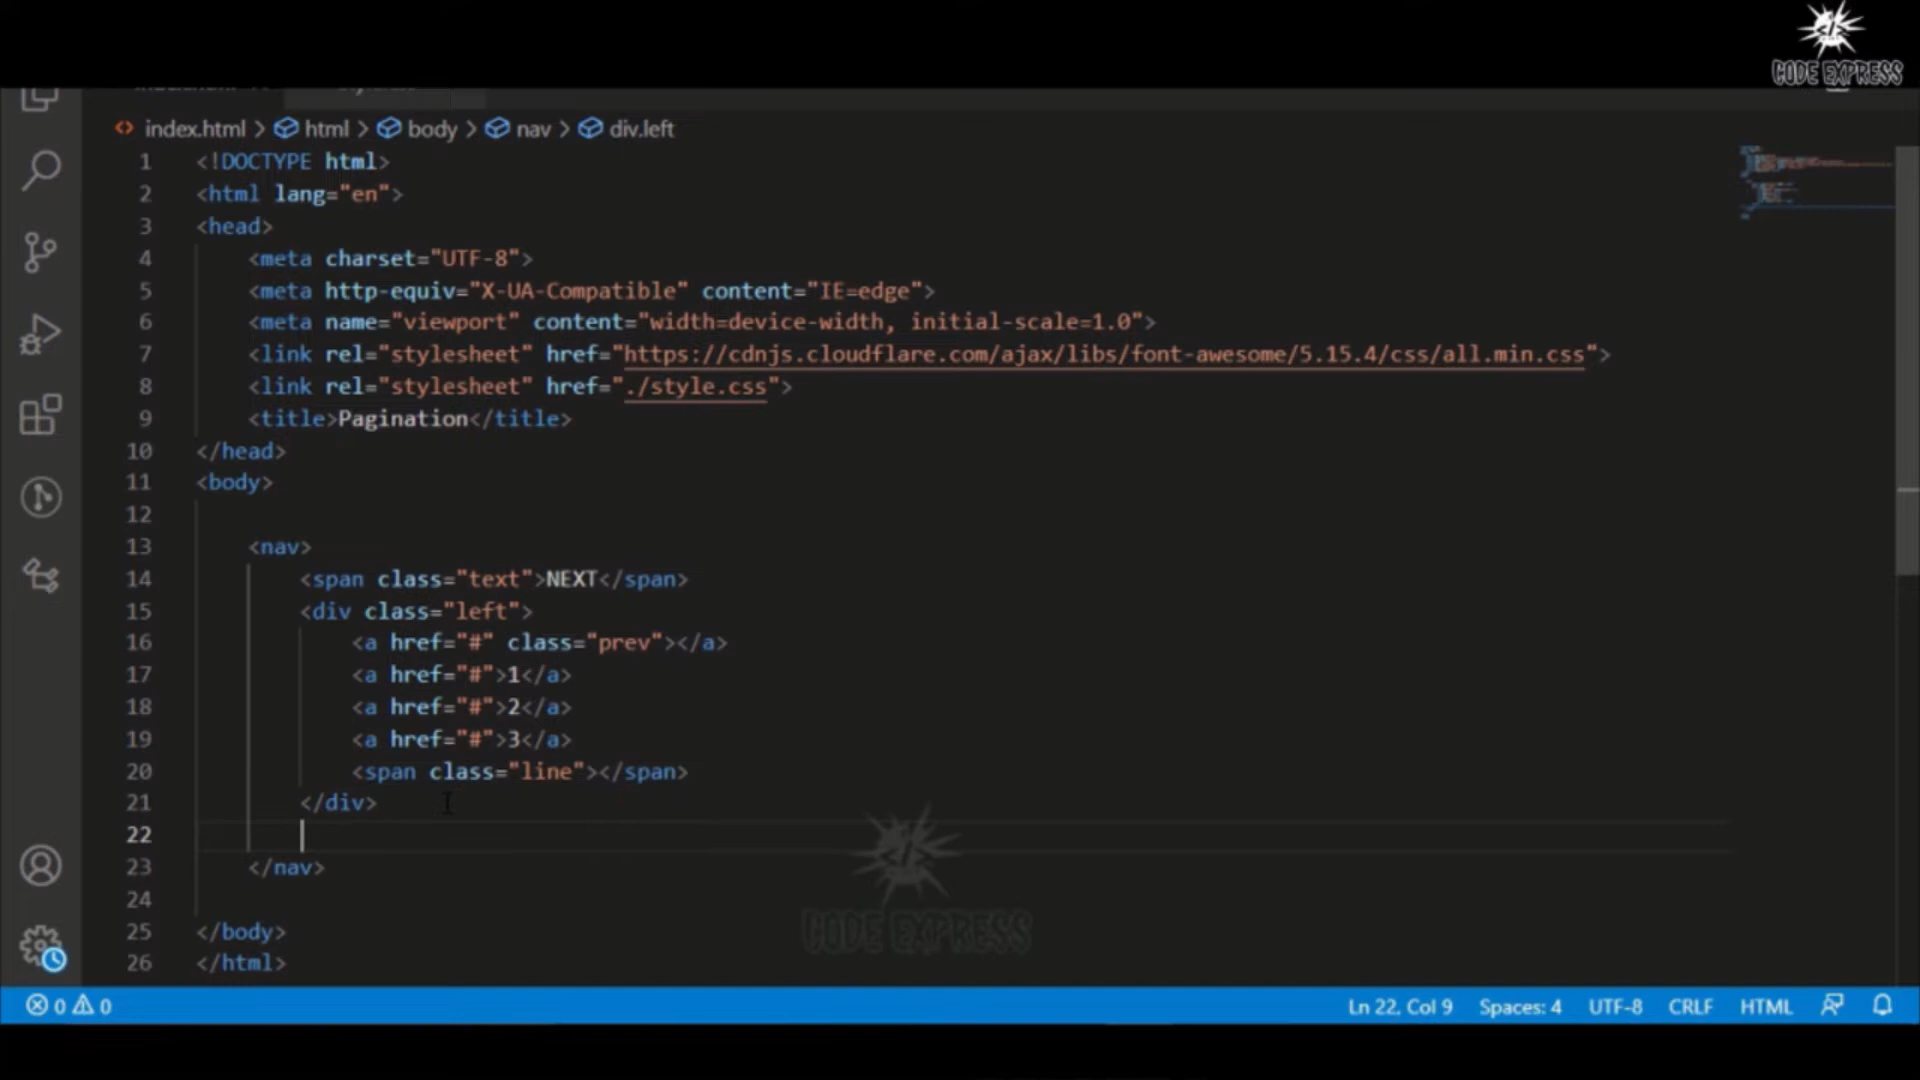 CODE EXPRESS
index.html > html > body > nav > div.left
1 <!DOCTYPE html>
2 <html lang="en">
3 <head>
4 <meta charset="UTF-8">
5 <meta http-equiv="X-UA-Compatible" content="IE=edge">
6 <meta name="viewport" content="width=device-width, initial-scale=1.0">
7 <link rel="stylesheet" href="https://cdnjs.cloudflare.com/ajax/libs/font-awesome/5.15.4/css/all.min.css">
8 <link rel="stylesheet" href="./style.css">
9 <title>Pagination</title>
10 </head>
11 <body>
12
13 <nav>
14 <span class="text">NEXT</span>
15 <div class="left">
16 <a href="#" class="prev"></a>
17 <a href="#">1</a>
18 <a href="#">2</a>
19 <a href="#">3</a>
20 <span class="line"></span>
21 </div>
22
23 </nav>
24
25 </body>
26 </html>
CODE EXPRESS
0 0 Ln 22, Col 9 Spaces: 4 UTF-8 CRLF HTML